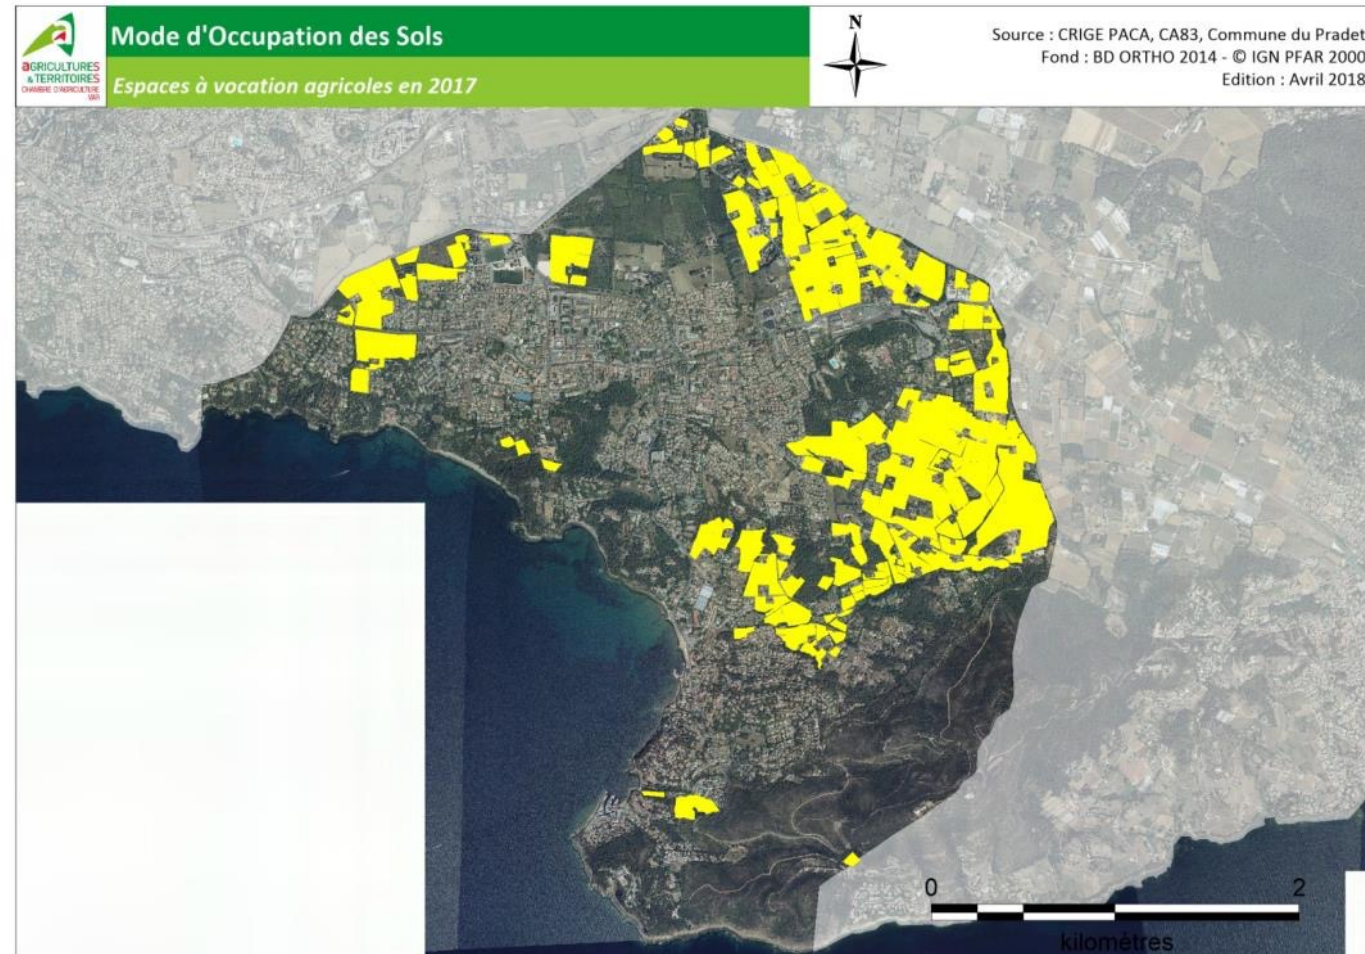 Mode d'Occupation des Sols
Espaces à vocation agricoles en 2017
aGRICULTURES
& TERRITOIRES
CHAMBRE D'AGRICULTURE
VAR
N
Source : CRIGE PACA, CA83, Commune du Pradet
Fond : BD ORTHO 2014 - © IGN PFAR 2000
Edition : Avril 2018
0 2
kilomètres